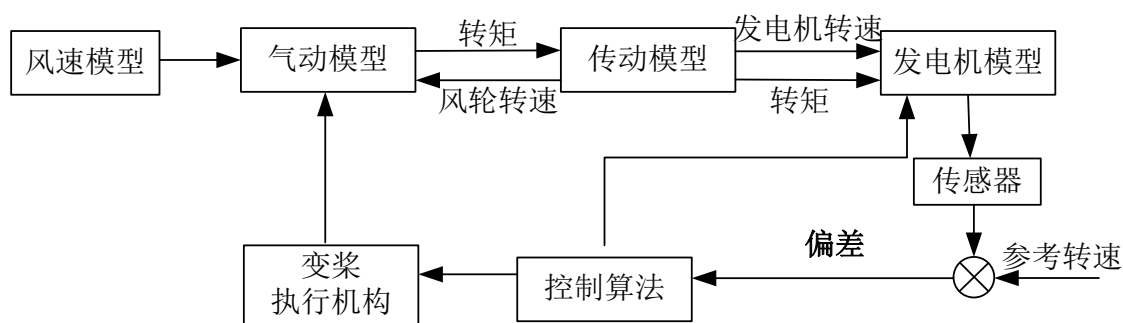 风速模型
气动模型
转矩
风轮转速
传动模型
发电机转速
转矩
发电机模型
传感器
参考转速
偏差
控制算法
变桨
执行机构